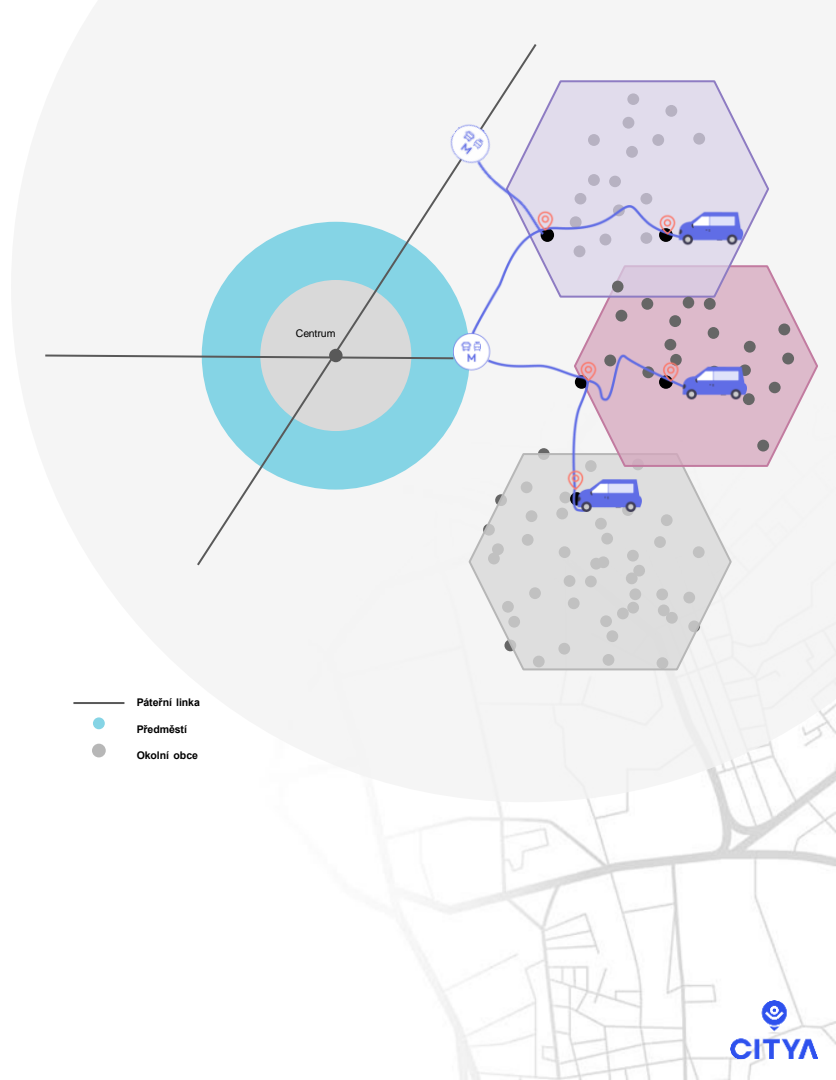 M
Centrum
M
Páteřní linka
Předměstí
Okolní obce
CITYA